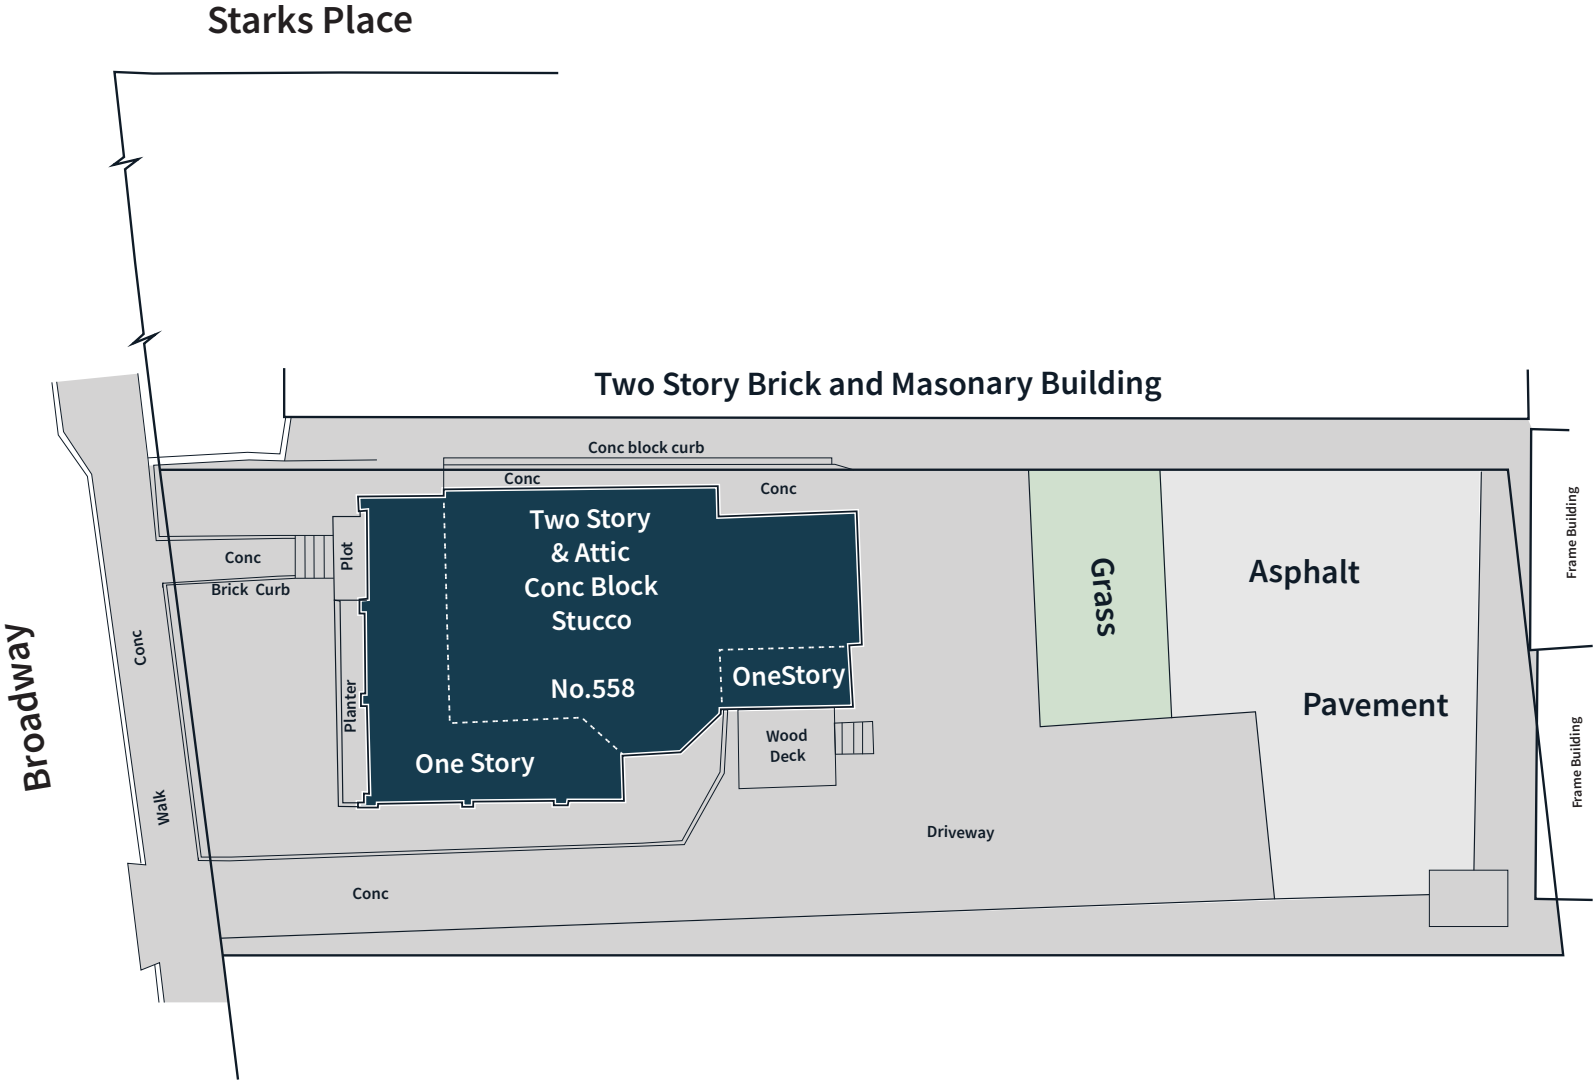 Starks Place
Two Story Brick and Masonary Building
Conc block curb
Conc
Conc
Two Story
& Attic
Conc Block
Stucco
No.558
OneStory
One Story
Plot
Conc
Brick Curb
Planter
Conc
Walk
Broadway
Wood
Deck
Grass
Asphalt
Pavement
Frame Building
Frame Building
Driveway
Conc